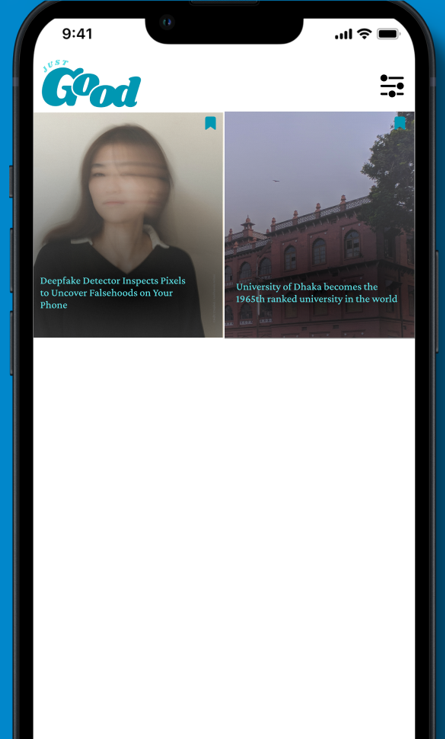 9:41
JUST
Good
Deepfake Detector Inspects Pixels
to Uncover Falsehoods on Your
Phone
University of Dhaka becomes the
1965th ranked university in the world